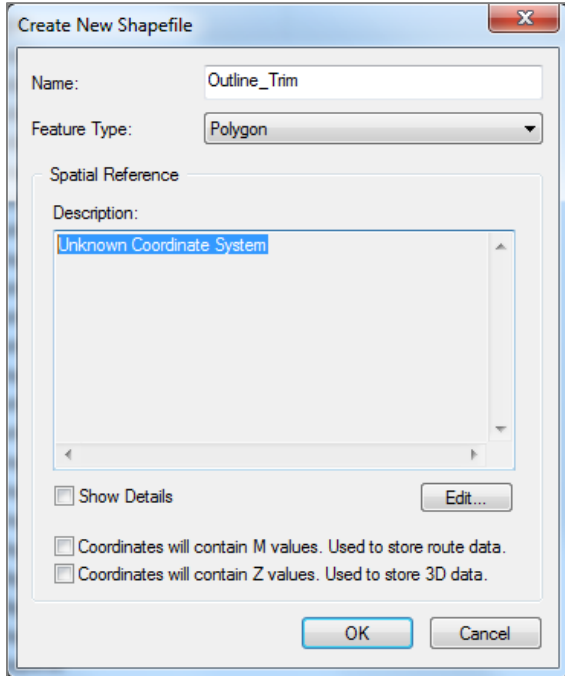 Create New Shapefile
Name: Outline_Trim
Feature Type: Polygon
Spatial Reference
Description:
Unknown Coordinate System
Show Details Edit...
Coordinates will contain M values. Used to store route data.
Coordinates will contain Z values. Used to store 3D data.
OK Cancel